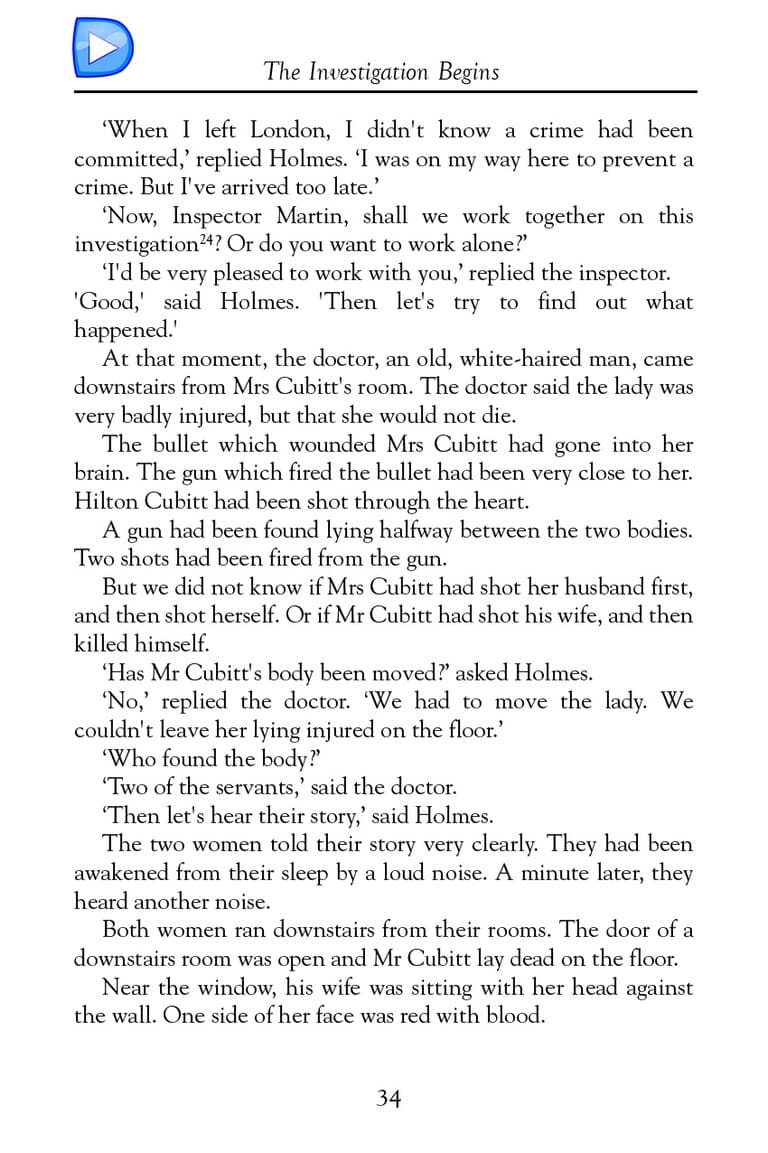 The Investigation Begins
‘When I left London, I didn't know a crime had been
committed,’ replied Holmes. ‘I was on my way here to prevent a
crime. But I've arrived too late.’
‘Now, Inspector Martin, shall we work together on this
investigation²⁴? Or do you want to work alone?’
‘I'd be very pleased to work with you,’ replied the inspector.
'Good,' said Holmes. 'Then let's try to find out what
happened.'
At that moment, the doctor, an old, white-haired man, came
downstairs from Mrs Cubitt's room. The doctor said the lady was
very badly injured, but that she would not die.
The bullet which wounded Mrs Cubitt had gone into her
brain. The gun which fired the bullet had been very close to her.
Hilton Cubitt had been shot through the heart.
A gun had been found lying halfway between the two bodies.
Two shots had been fired from the gun.
But we did not know if Mrs Cubitt had shot her husband first,
and then shot herself. Or if Mr Cubitt had shot his wife, and then
killed himself.
‘Has Mr Cubitt's body been moved?’ asked Holmes.
‘No,’ replied the doctor. ‘We had to move the lady. We
couldn't leave her lying injured on the floor.’
‘Who found the body?’
‘Two of the servants,’ said the doctor.
‘Then let's hear their story,’ said Holmes.
The two women told their story very clearly. They had been
awakened from their sleep by a loud noise. A minute later, they
heard another noise.
Both women ran downstairs from their rooms. The door of a
downstairs room was open and Mr Cubitt lay dead on the floor.
Near the window, his wife was sitting with her head against
the wall. One side of her face was red with blood.
34